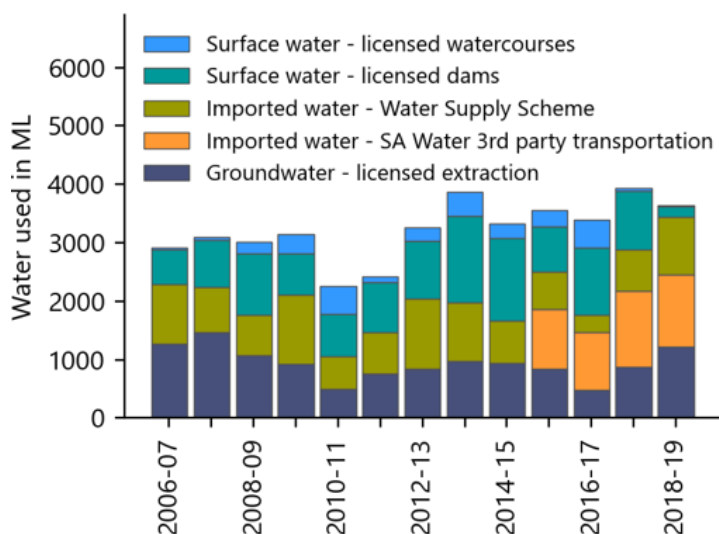 Water used in ML
6000
5000
4000
3000
2000
1000
0
Surface water - licensed watercourses
Surface water - licensed dams
Imported water - Water Supply Scheme
Imported water - SA Water 3rd party transportation
Groundwater - licensed extraction
2006-07
2008-09
2010-11
2012-13
2014-15
2016-17
2018-19